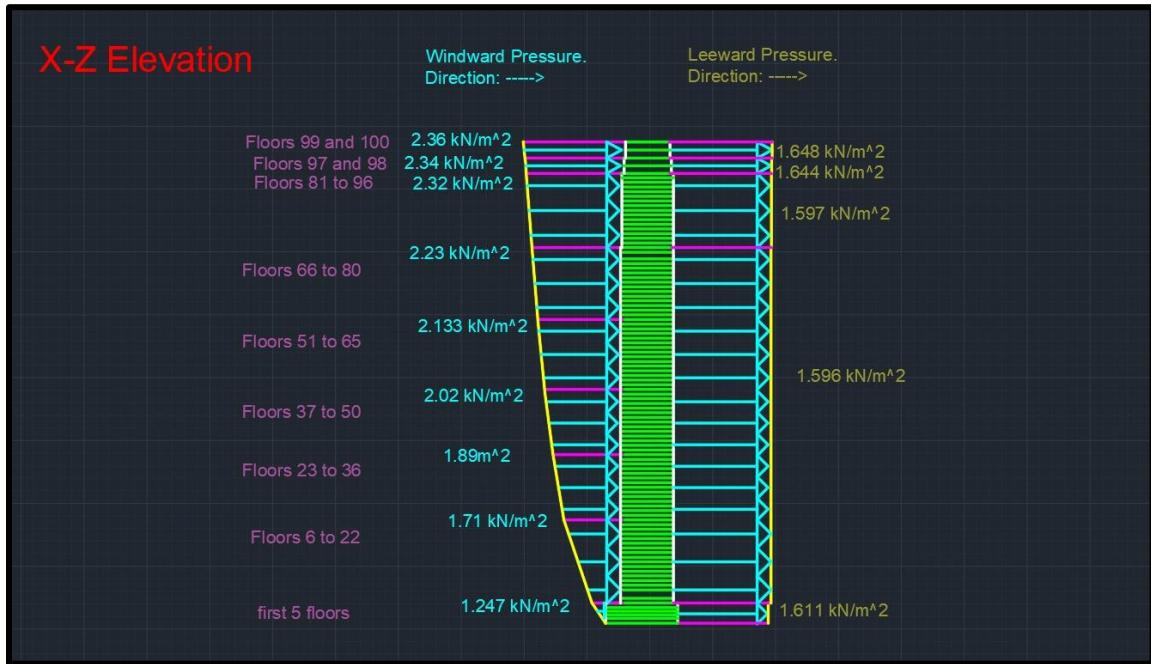 X-Z Elevation
Windward Pressure.
Direction: ----->
Leeward Pressure.
Direction: ---->
Floors 99 and 100
2.36 kN/m^2
1.648 kN/m^2
Floors 97 and 98
2.34 kN/m^2
1.644 kN/m^2
Floors 81 to 96
2.32 kN/m^2
1.597 kN/m^2
2.23 kN/m^2
Floors 66 to 80
2.133 kN/m^2
Floors 51 to 65
1.596 kN/m^2
2.02 kN/m^2
Floors 37 to 50
1.89m^2
Floors 23 to 36
1.71 kN/m^2
Floors 6 to 22
1.247 kN/m^2
first 5 floors
1.611 kN/m^2